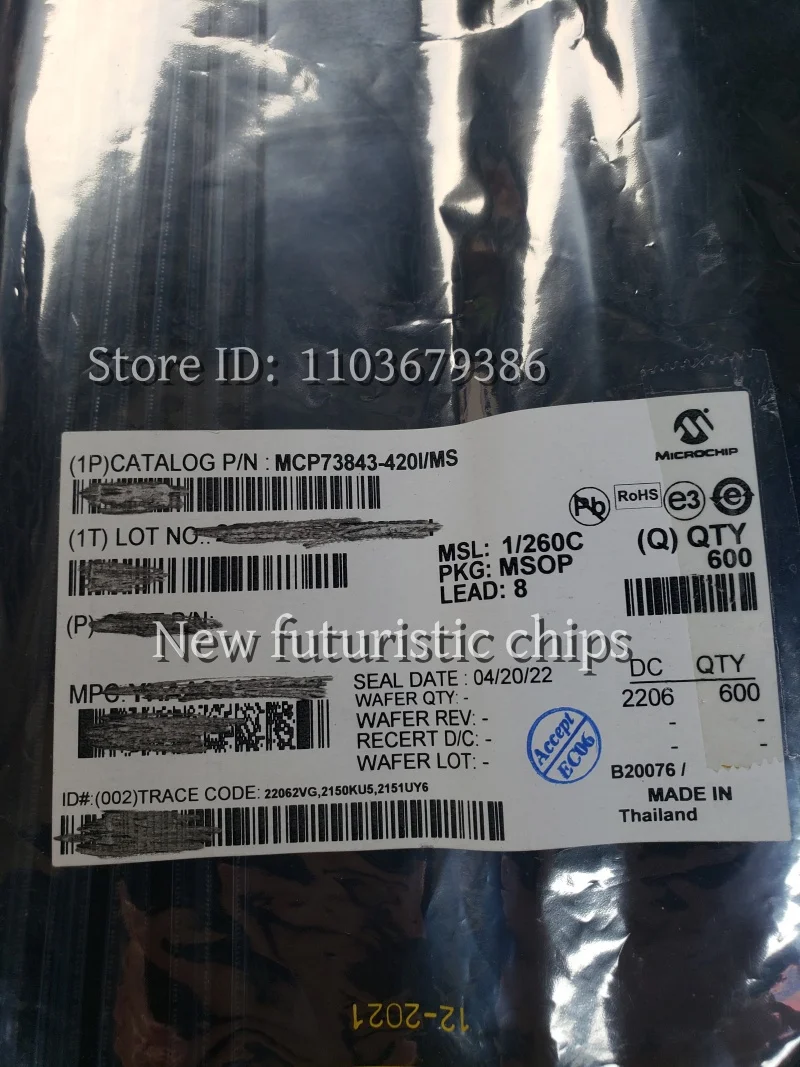 Store ID: 1103679386
(1P)CATALOG P/N : MCP73843-420I/MS
MICROCHIP
(1T) LOT NO.:
Pb
RoHS
e3
e
MSL: 1/260C
PKG: MSOP
LEAD: 8
(Q) QTY
600
(P)
P/N:
New futuristic chips
MPC:
SEAL DATE : 04/20/22
WAFER QTY: -
WAFER REV: -
RECERT D/C: -
WAFER LOT: -
Accept
EC06
DC QTY
2206 600
- -
- -
B20076 /
MADE IN
Thailand
ID#:(002)TRACE CODE: 22062VG,2150KU5,2151UY6
12-2021